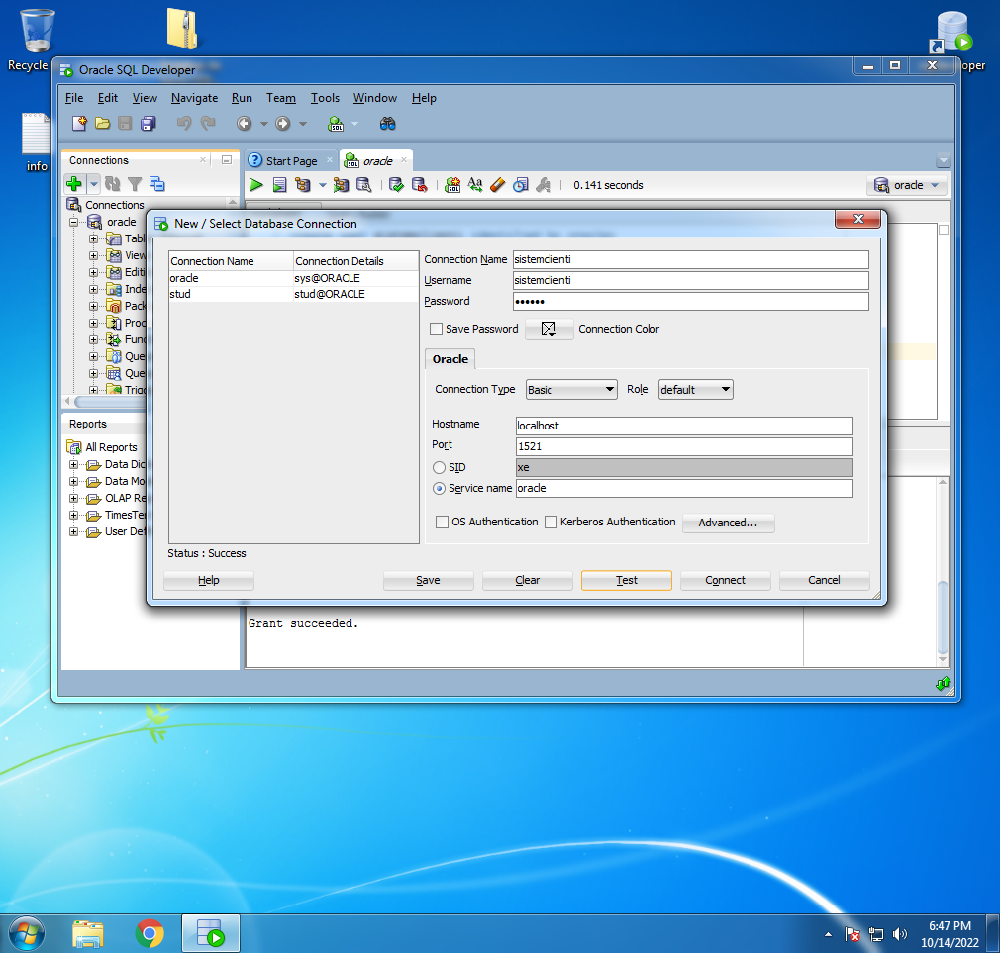 Recycle
Oracle SQL Developer
oper
File Edit View Navigate Run Team Tools Window Help
info
Connections
Start Page
oracle
0.141 seconds
oracle
Connections
oracle
Tabl
View
Editi
Inde
Pack
Proc
Func
Que
Que
Trigg
New / Select Database Connection
Connection Name Connection Details
oracle sys@ORACLE
stud stud@ORACLE
Connection Name sistemclienti
Username sistemclienti
Password ••••••
Save Password Connection Color
Oracle
Connection Type Basic Role default
Hostname localhost
Port 1521
SID xe
Service name oracle
OS Authentication Kerberos Authentication Advanced...
Status : Success
Help Save Clear Test Connect Cancel
Reports
All Reports
Data Dic
Data Mo
OLAP Re
TimesTe
User Def
Grant succeeded.
6:47 PM
10/14/2022